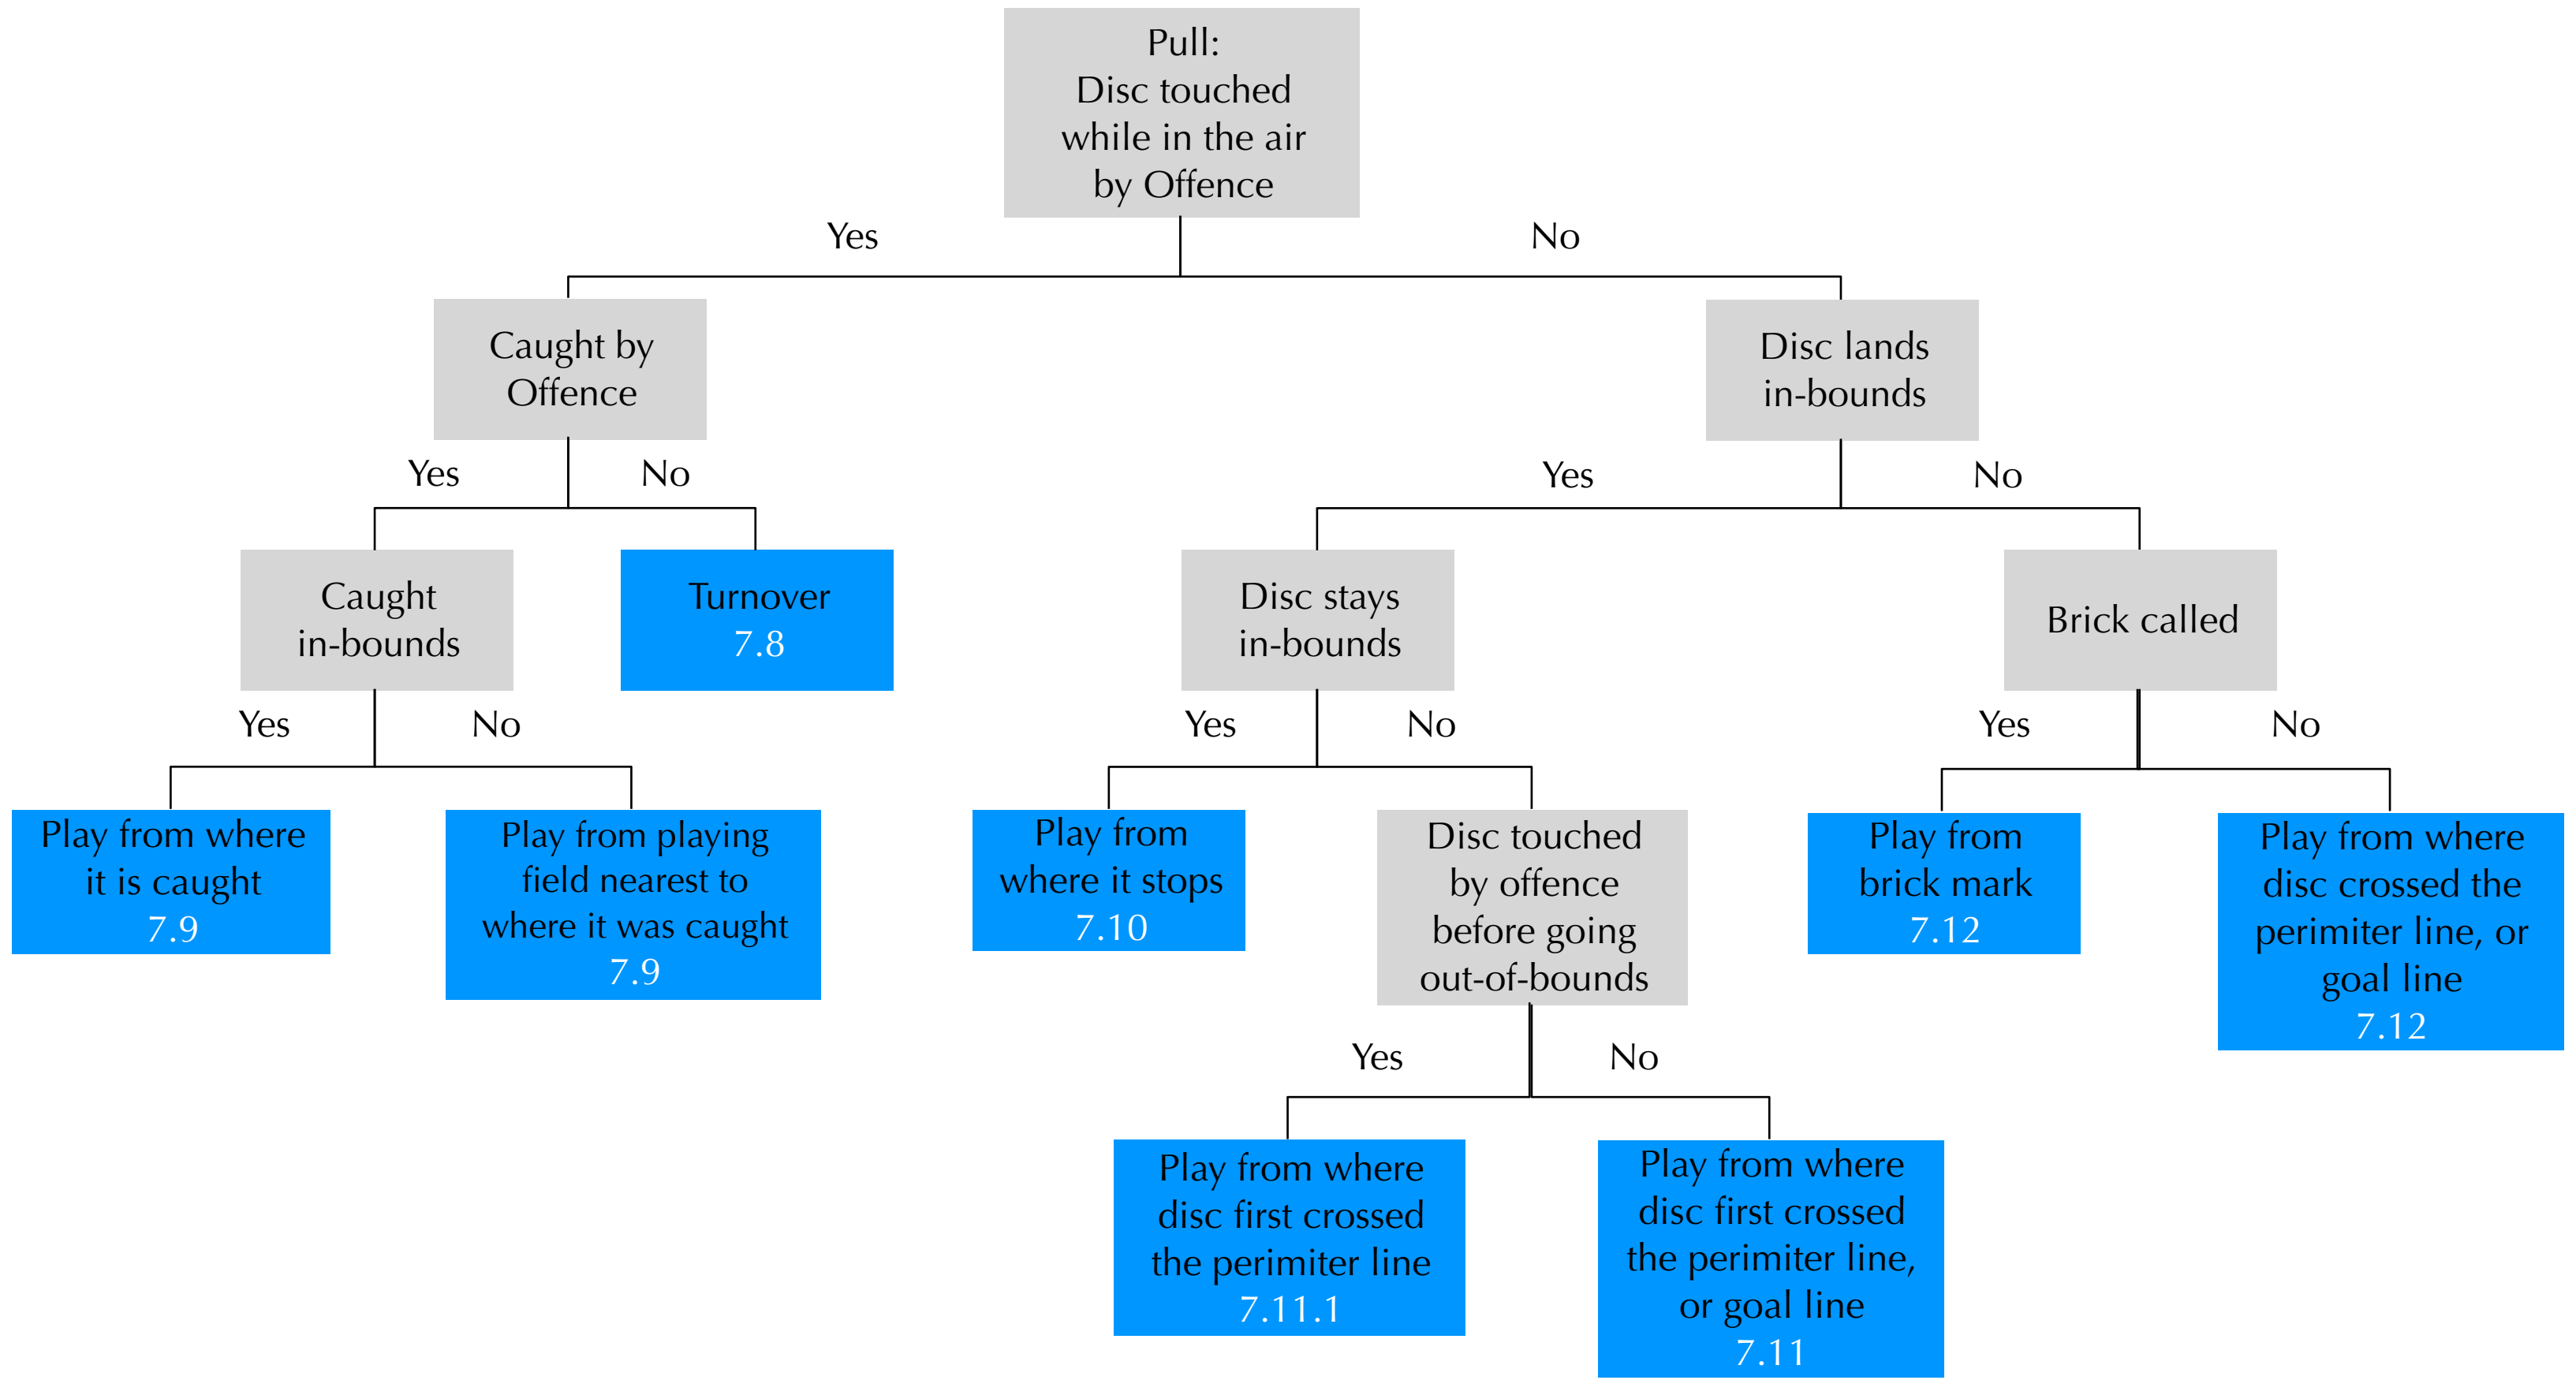 Pull:
Disc touched
while in the air
by Offence
Yes
No
Caught by
Offence
Disc lands
in-bounds
Yes
No
Yes
No
Caught
in-bounds
Turnover
7.8
Disc stays
in-bounds
Brick called
Yes
No
Yes
No
Yes
No
Play from where
it is caught
7.9
Play from playing
field nearest to
where it was caught
7.9
Play from
where it stops
7.10
Disc touched
by offence
before going
out-of-bounds
Play from
brick mark
7.12
Play from where
disc crossed the
perimiter line, or
goal line
7.12
Yes
No
Play from where
disc first crossed
the perimiter line
7.11.1
Play from where
disc first crossed
the perimiter line,
or goal line
7.11